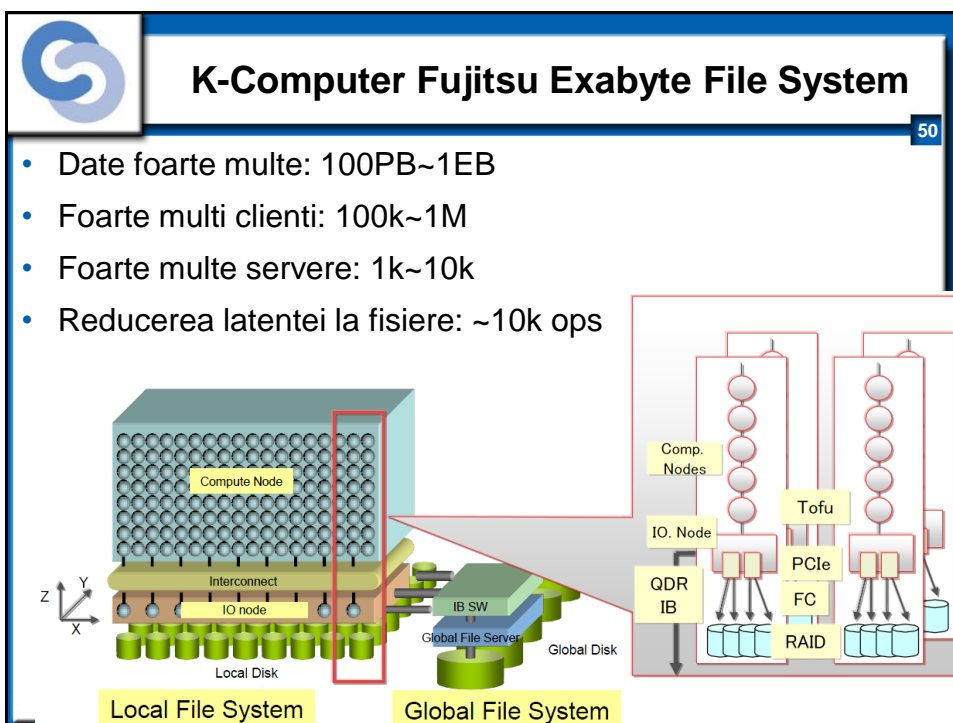 K-Computer Fujitsu Exabyte File System
50
• Date foarte multe: 100PB~1EB
• Foarte multi clienti: 100k~1M
• Foarte multe servere: 1k~10k
• Reducerea latentei la fisiere: ~10k ops
Compute Node
Interconnect
IO node
Z
Y
X
Local Disk
Local File System
IB SW
Global File Server
Global Disk
Global File System
Comp.
Nodes
IO. Node
QDR
IB
Tofu
PCIe
FC
RAID